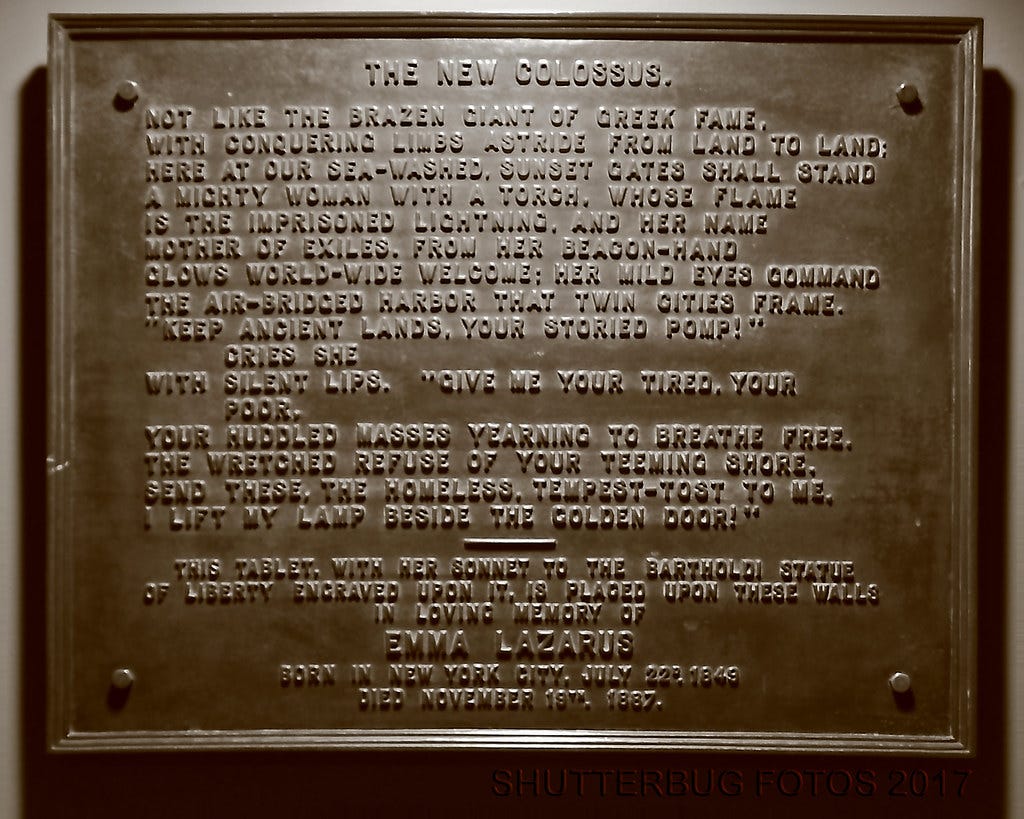 THE NEW COLOSSUS.
NOT LIKE THE BRAZEN GIANT OF GREEK FAME,
WITH CONQUERING LIMBS ASTRIDE FROM LAND TO LAND;
HERE AT OUR SEA-WASHED, SUNSET GATES SHALL STAND
A MIGHTY WOMAN WITH A TORCH, WHOSE FLAME
IS THE IMPRISONED LIGHTNING, AND HER NAME
MOTHER OF EXILES. FROM HER BEACON-HAND
GLOWS WORLD-WIDE WELCOME; HER MILD EYES COMMAND
THE AIR-BRIDGED HARBOR THAT TWIN CITIES FRAME.
"KEEP ANCIENT LANDS, YOUR STORIED POMP!"
CRIES SHE
WITH SILENT LIPS. "GIVE ME YOUR TIRED, YOUR
POOR,
YOUR HUDDLED MASSES YEARNING TO BREATHE FREE,
THE WRETCHED REFUSE OF YOUR TEEMING SHORE.
SEND THESE, THE HOMELESS, TEMPEST-TOST TO ME,
I LIFT MY LAMP BESIDE THE GOLDEN DOOR!"
THIS TABLET, WITH HER SONNET TO THE BARTHOLDI STATUE
OF LIBERTY ENGRAVED UPON IT, IS PLACED UPON THESE WALLS
IN LOVING MEMORY OF
EMMA LAZARUS
BORN IN NEW YORK CITY, JULY 22D, 1849
DIED NOVEMBER 19TH, 1887.
SHUTTERBUG FOTOS 2017